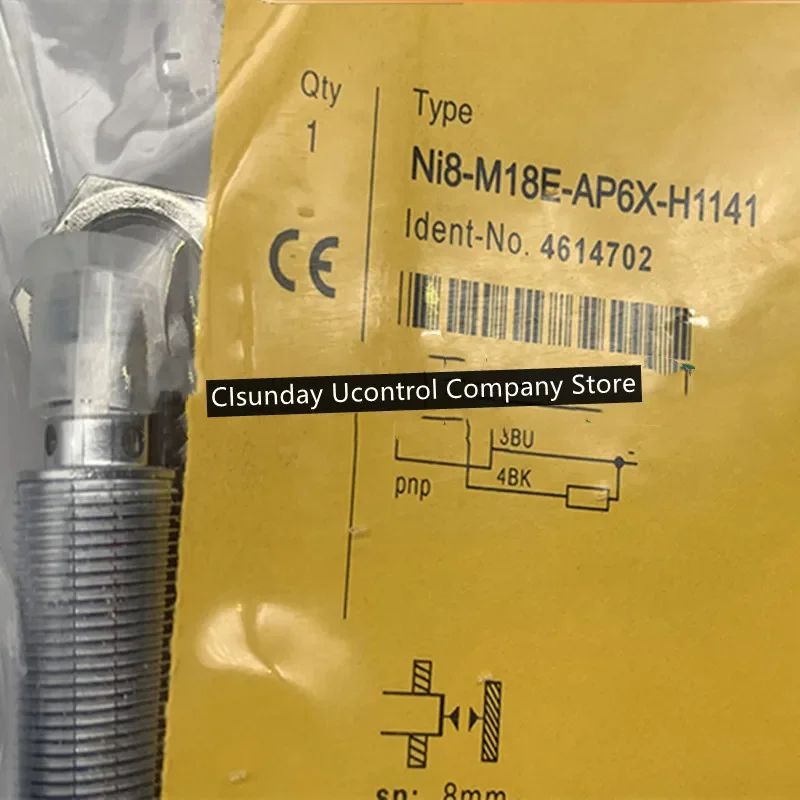 Qty
1
Type
Ni8-M18E-AP6X-H1141
Ident-No. 4614702
CE
Clsunday Ucontrol Company Store
3BU
4BK
pnp
sn: 8mm